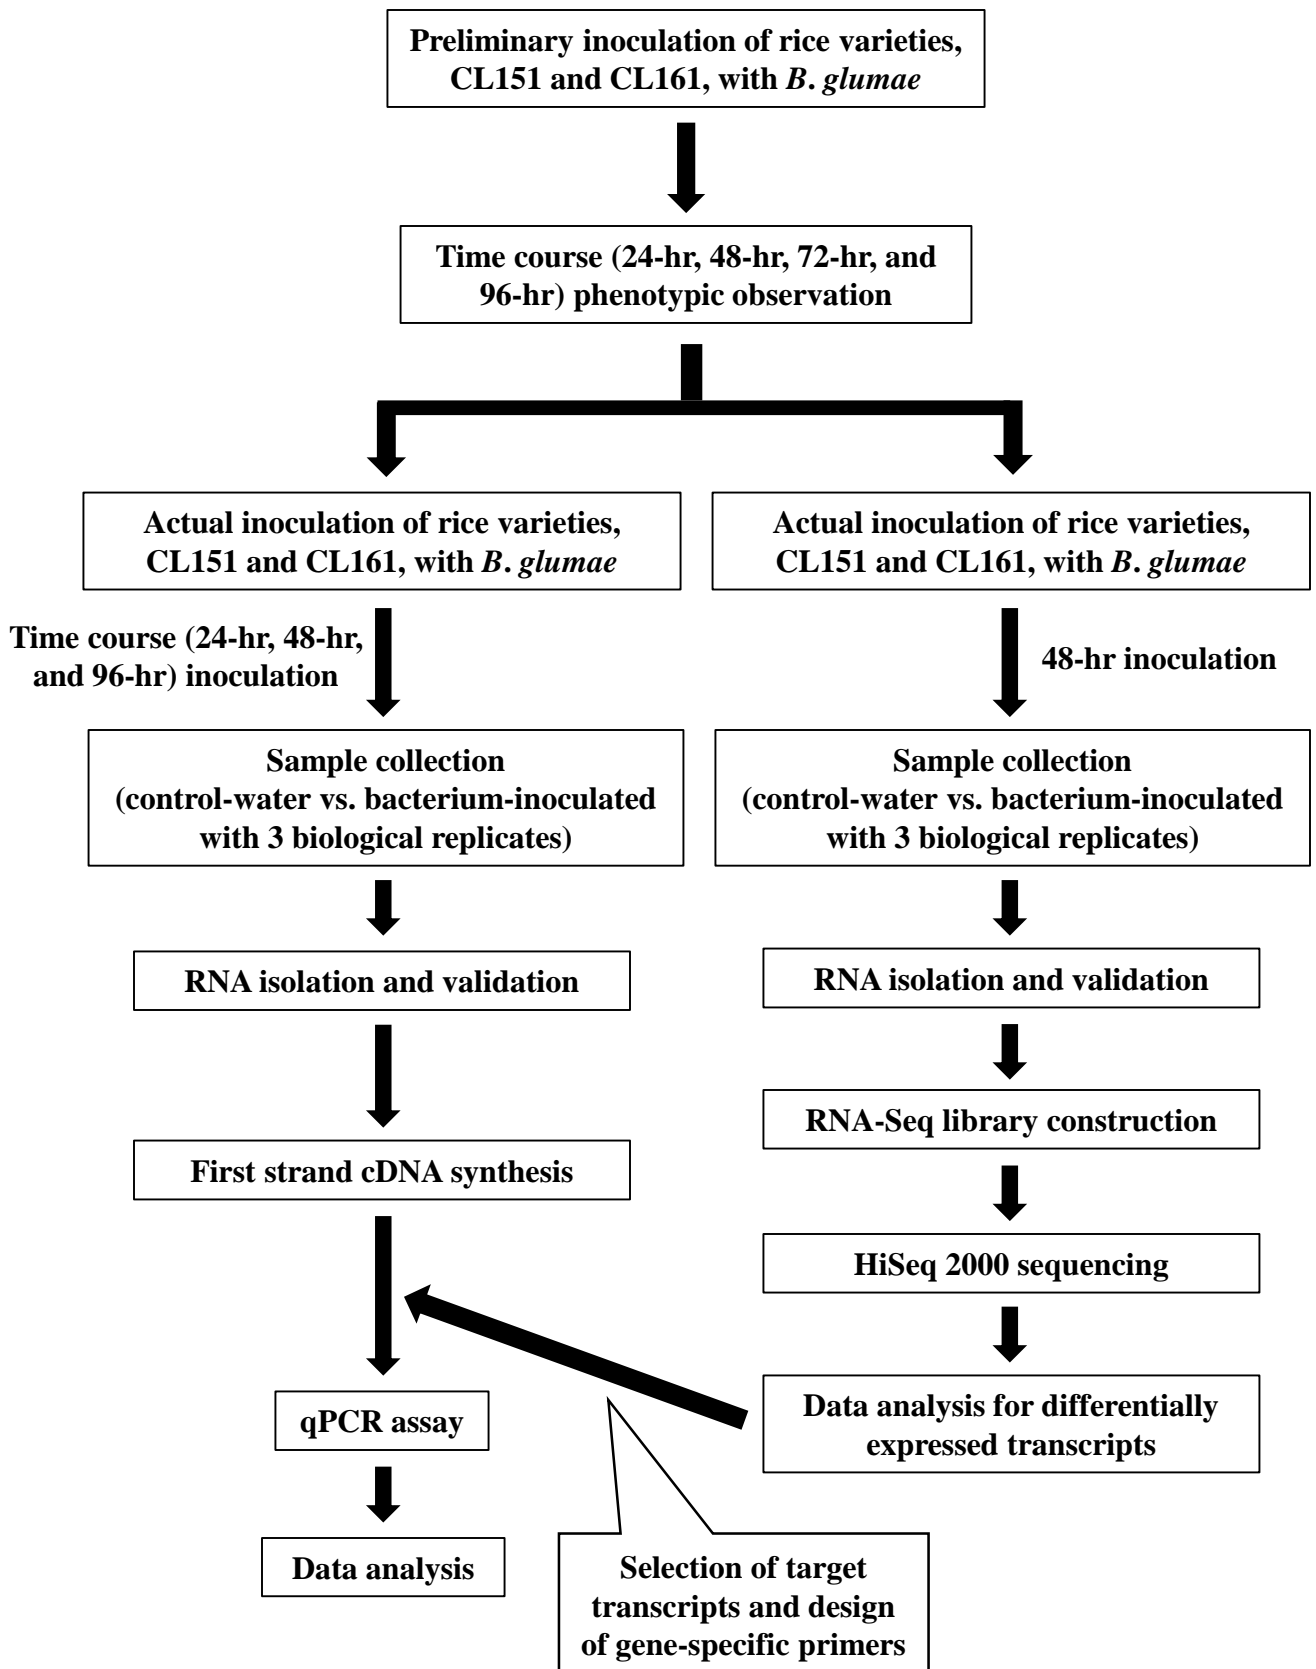 Preliminary inoculation of rice varieties,
CL151 and CL161, with B. glumae
Time course (24-hr, 48-hr, 72-hr, and
96-hr) phenotypic observation
Actual inoculation of rice varieties,
CL151 and CL161, with B. glumae
Actual inoculation of rice varieties,
CL151 and CL161, with B. glumae
Time course (24-hr, 48-hr,
and 96-hr) inoculation
48-hr inoculation
Sample collection
(control-water vs. bacterium-inoculated
with 3 biological replicates)
Sample collection
(control-water vs. bacterium-inoculated
with 3 biological replicates)
RNA isolation and validation
RNA isolation and validation
RNA-Seq library construction
First strand cDNA synthesis
HiSeq 2000 sequencing
qPCR assay
Data analysis for differentially
expressed transcripts
Data analysis
Selection of target
transcripts and design
of gene-specific primers